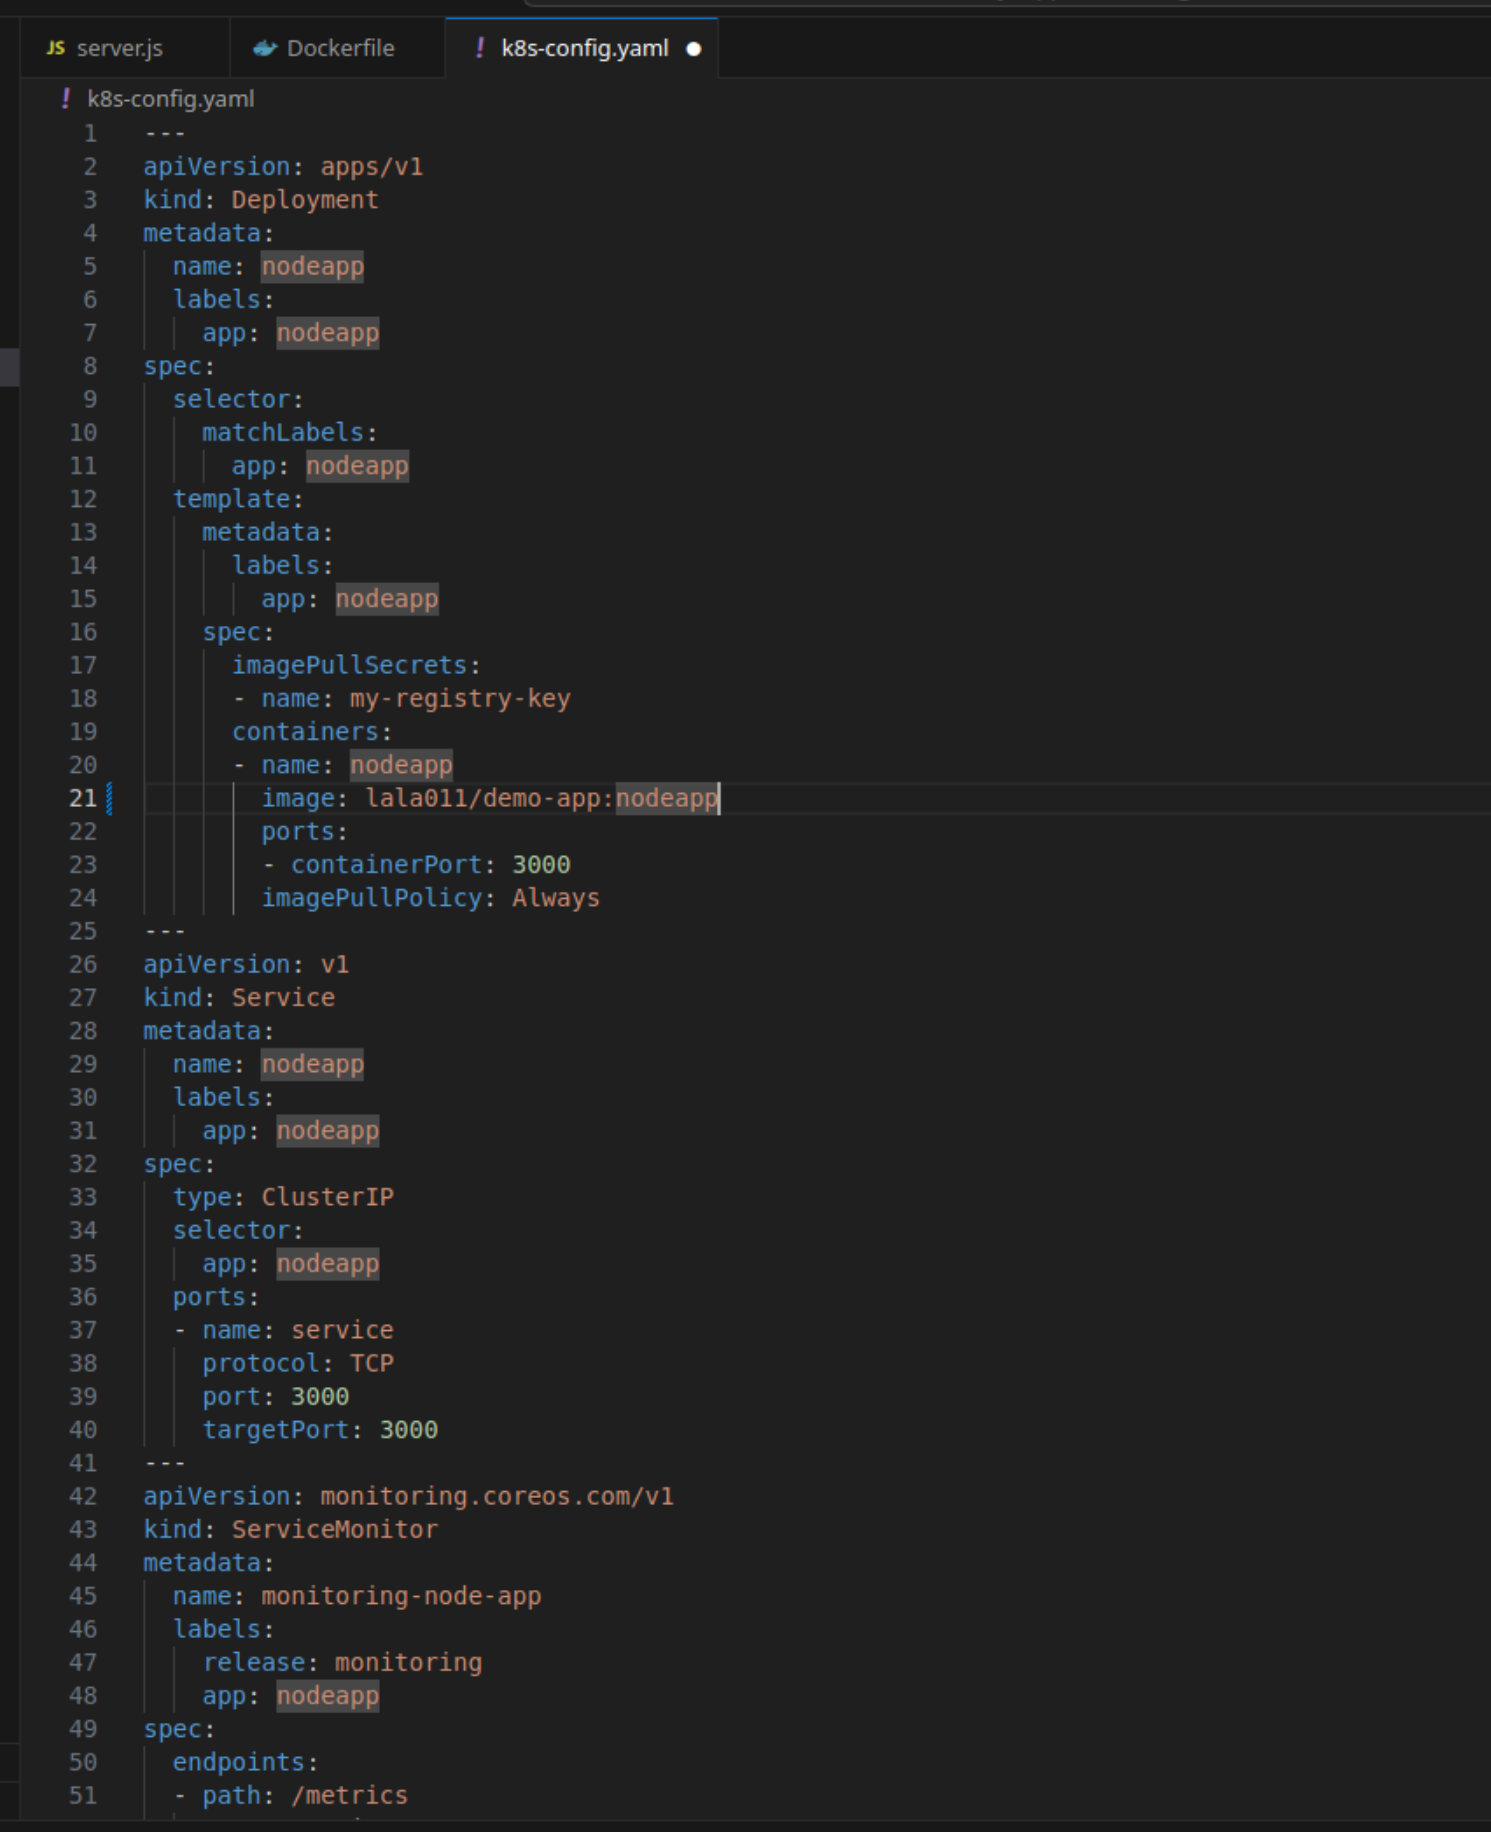 JS server.js Dockerfile ! k8s-config.yaml
! k8s-config.yaml
1 ---
2 apiVersion: apps/v1
3 kind: Deployment
4 metadata:
5   name: nodeapp
6   labels:
7     app: nodeapp
8 spec:
9   selector:
10     matchLabels:
11       app: nodeapp
12   template:
13     metadata:
14       labels:
15         app: nodeapp
16     spec:
17       imagePullSecrets:
18       - name: my-registry-key
19       containers:
20       - name: nodeapp
21         image: lala011/demo-app:nodeapp
22         ports:
23         - containerPort: 3000
24         imagePullPolicy: Always
25 ---
26 apiVersion: v1
27 kind: Service
28 metadata:
29   name: nodeapp
30   labels:
31     app: nodeapp
32 spec:
33   type: ClusterIP
34   selector:
35     app: nodeapp
36   ports:
37   - name: service
38     protocol: TCP
39     port: 3000
40     targetPort: 3000
41 ---
42 apiVersion: monitoring.coreos.com/v1
43 kind: ServiceMonitor
44 metadata:
45   name: monitoring-node-app
46   labels:
47     release: monitoring
48     app: nodeapp
49 spec:
50   endpoints:
51   - path: /metrics